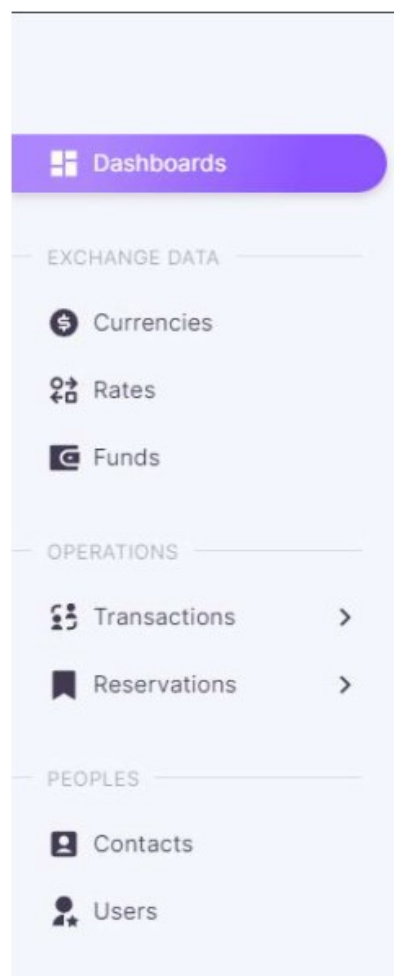 Dashboards
EXCHANGE DATA
Currencies
Rates
Funds
OPERATIONS
Transactions
Reservations
PEOPLES
Contacts
Users